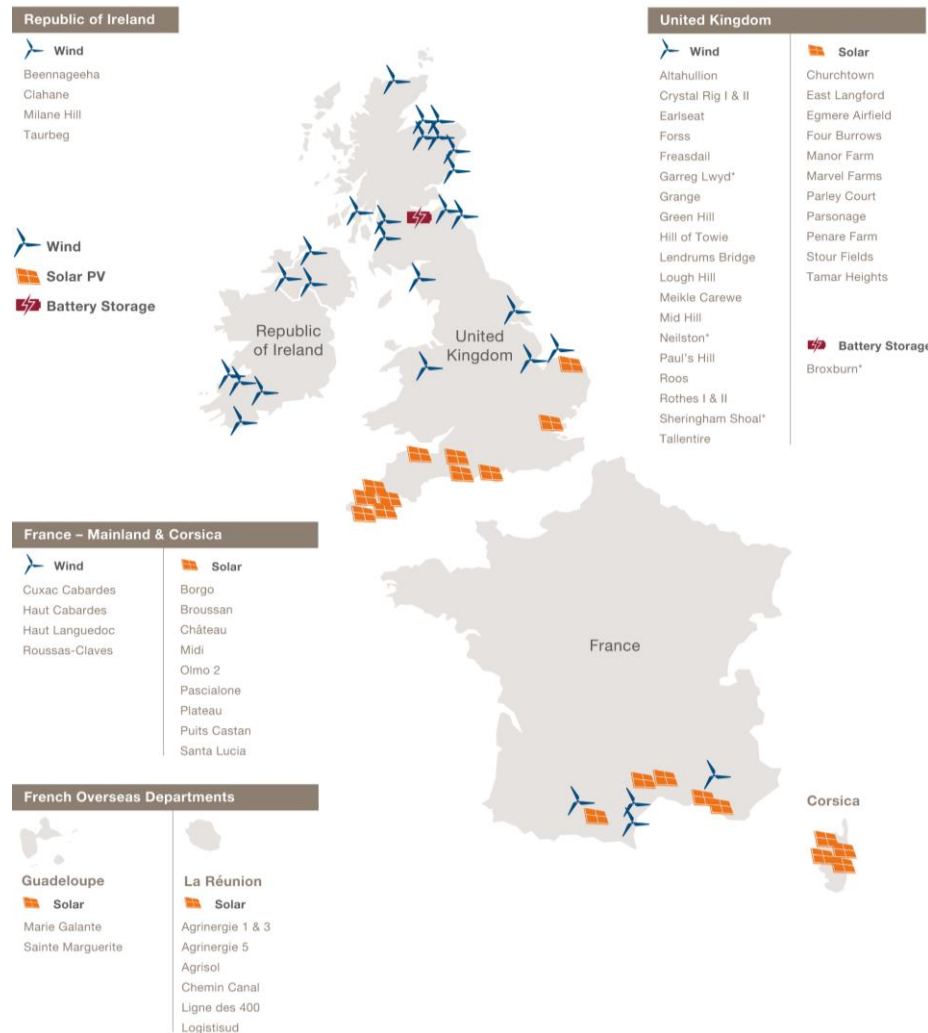 Republic of Ireland
Wind
Beennageeha
Clahane
Milane Hill
Taurbeg
Wind
Solar PV
Battery Storage
United Kingdom
Wind
Altahullion
Crystal Rig I & II
Earlseat
Forss
Freasdail
Garreg Lwyd*
Grange
Green Hill
Hill of Towie
Lendrums Bridge
Lough Hill
Meikle Carewe
Mid Hill
Neilston*
Paul's Hill
Roos
Rothes I & II
Sheringham Shoal*
Tallentire
Solar
Churchtown
East Langford
Egmere Airfield
Four Burrows
Manor Farm
Marvel Farms
Parley Court
Parsonage
Penare Farm
Stour Fields
Tamar Heights
Battery Storage
Broxburn*
Republic
of Ireland
United
Kingdom
France
Corsica
France – Mainland & Corsica
Wind
Cuxac Cabardes
Haut Cabardes
Haut Languedoc
Roussas-Claves
Solar
Borgo
Broussan
Château
Midi
Olmo 2
Pascialone
Plateau
Puits Castan
Santa Lucia
French Overseas Departments
Guadeloupe
Solar
Marie Galante
Sainte Marguerite
La Réunion
Solar
Agrinergie 1 & 3
Agrinergie 5
Agrisol
Chemin Canal
Ligne des 400
Logistisud